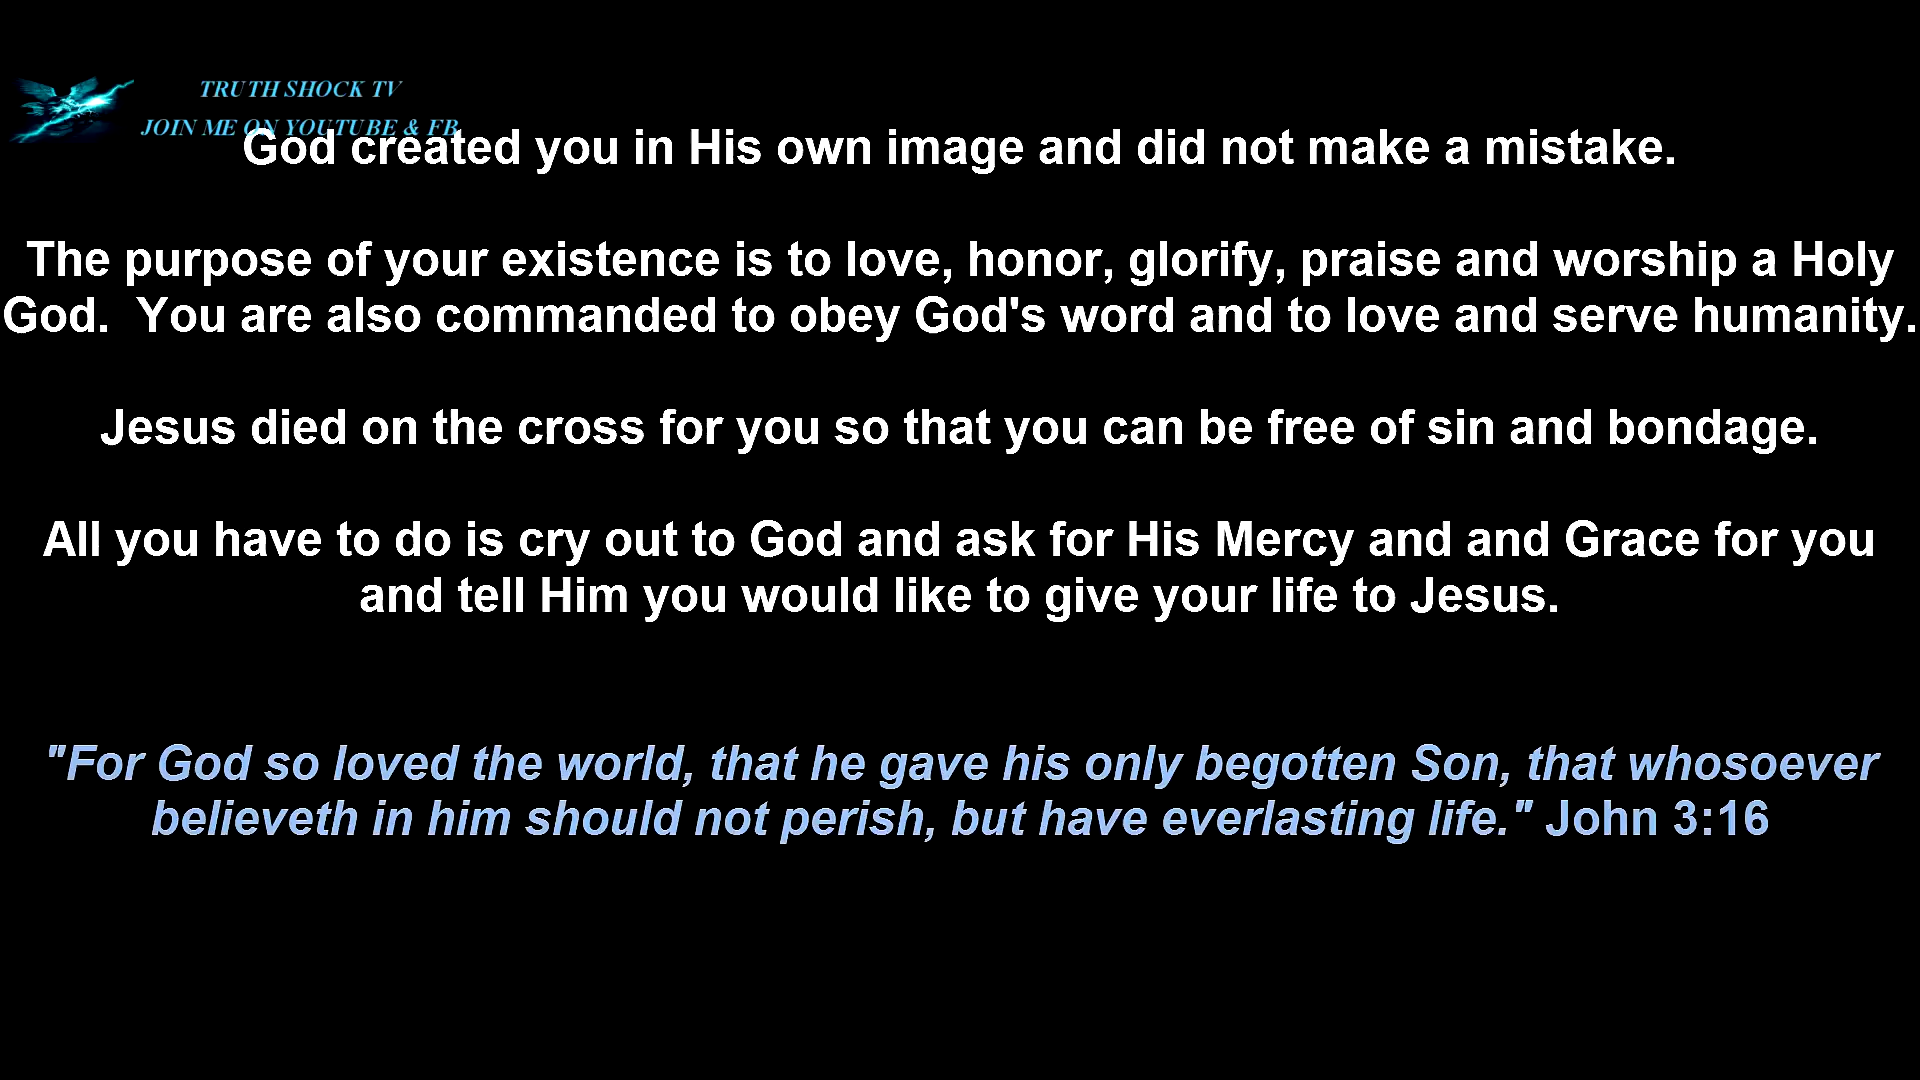 TRUTH SHOCK TV
JOIN ME ON YOUTUBE & FB
God created you in His own image and did not make a mistake.
The purpose of your existence is to love, honor, glorify, praise and worship a Holy
God.  You are also commanded to obey God's word and to love and serve humanity.
Jesus died on the cross for you so that you can be free of sin and bondage.
All you have to do is cry out to God and ask for His Mercy and and Grace for you
and tell Him you would like to give your life to Jesus.
"For God so loved the world, that he gave his only begotten Son, that whosoever
believeth in him should not perish, but have everlasting life." John 3:16